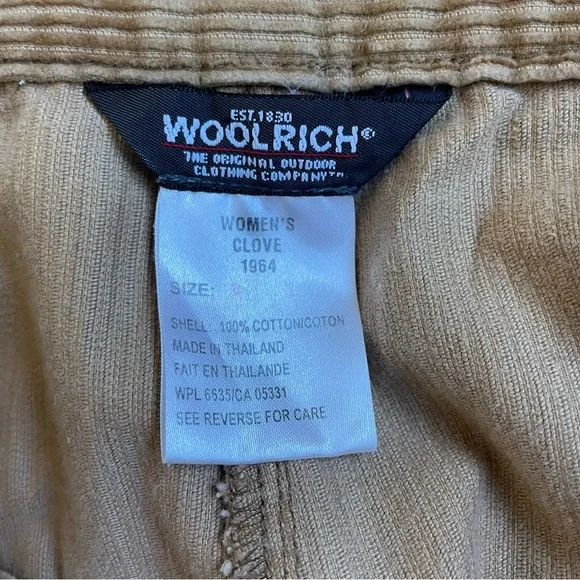 EST.1830
WOOLRICH®
THE ORIGINAL OUTDOOR
CLOTHING COMPANY™
WOMEN'S
CLOVE
1964
SIZE:
SHELL: 100% COTTON/COTON
MADE IN THAILAND
FAIT EN THAILANDE
WPL 6635/CA 05331
SEE REVERSE FOR CARE